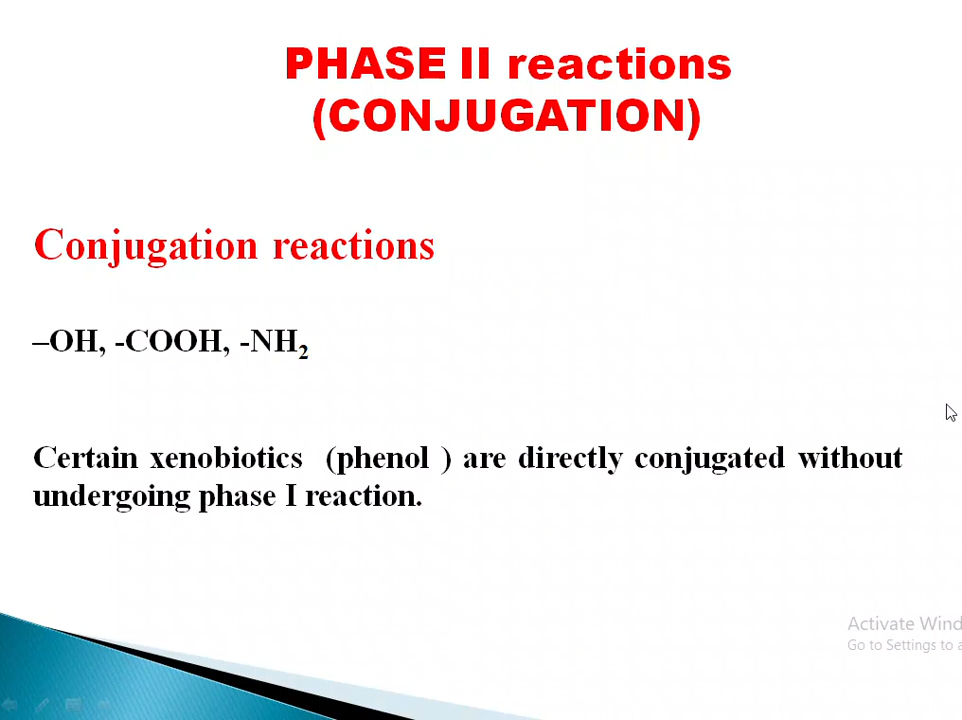 PHASE II reactions
(CONJUGATION)
Conjugation reactions
–OH, -COOH, -NH₂
Certain xenobiotics (phenol ) are directly conjugated without
undergoing phase I reaction.
Activate Wind
Go to Settings to a